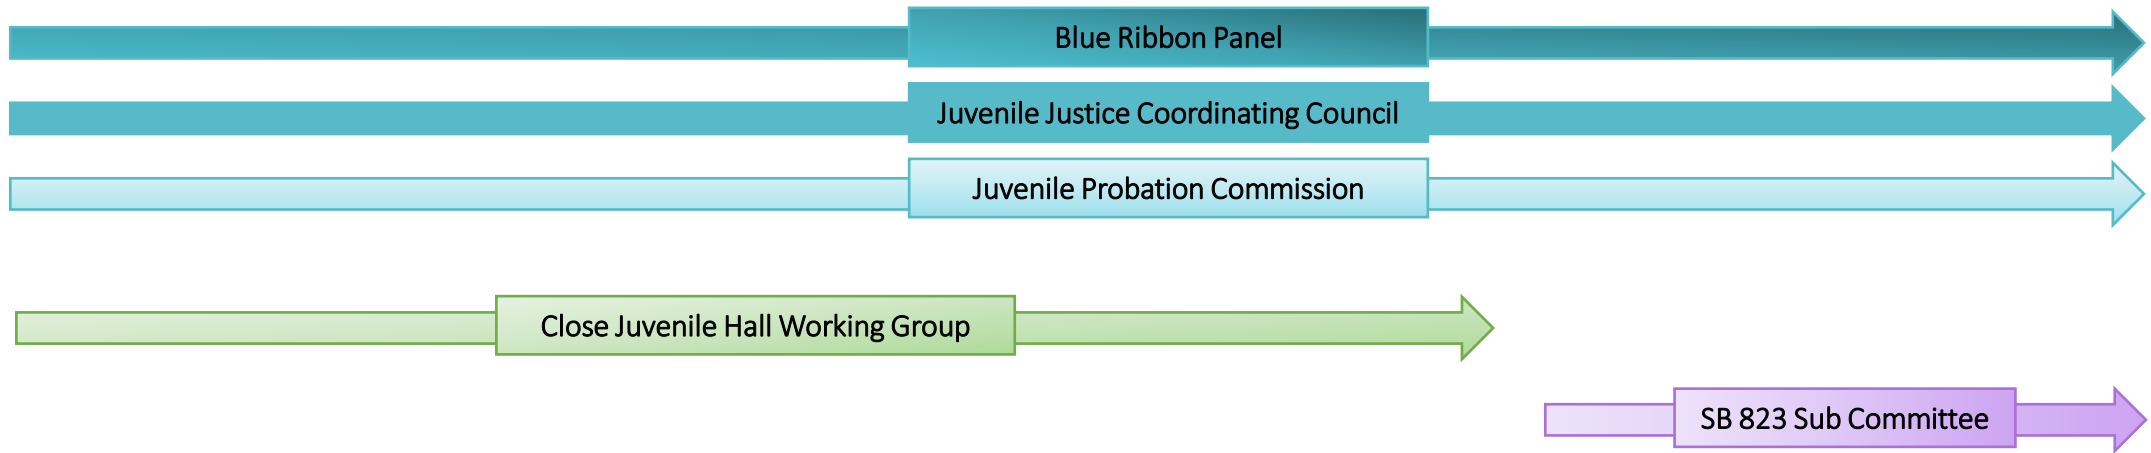 Blue Ribbon Panel
Juvenile Justice Coordinating Council
Juvenile Probation Commission
Close Juvenile Hall Working Group
SB 823 Sub Committee